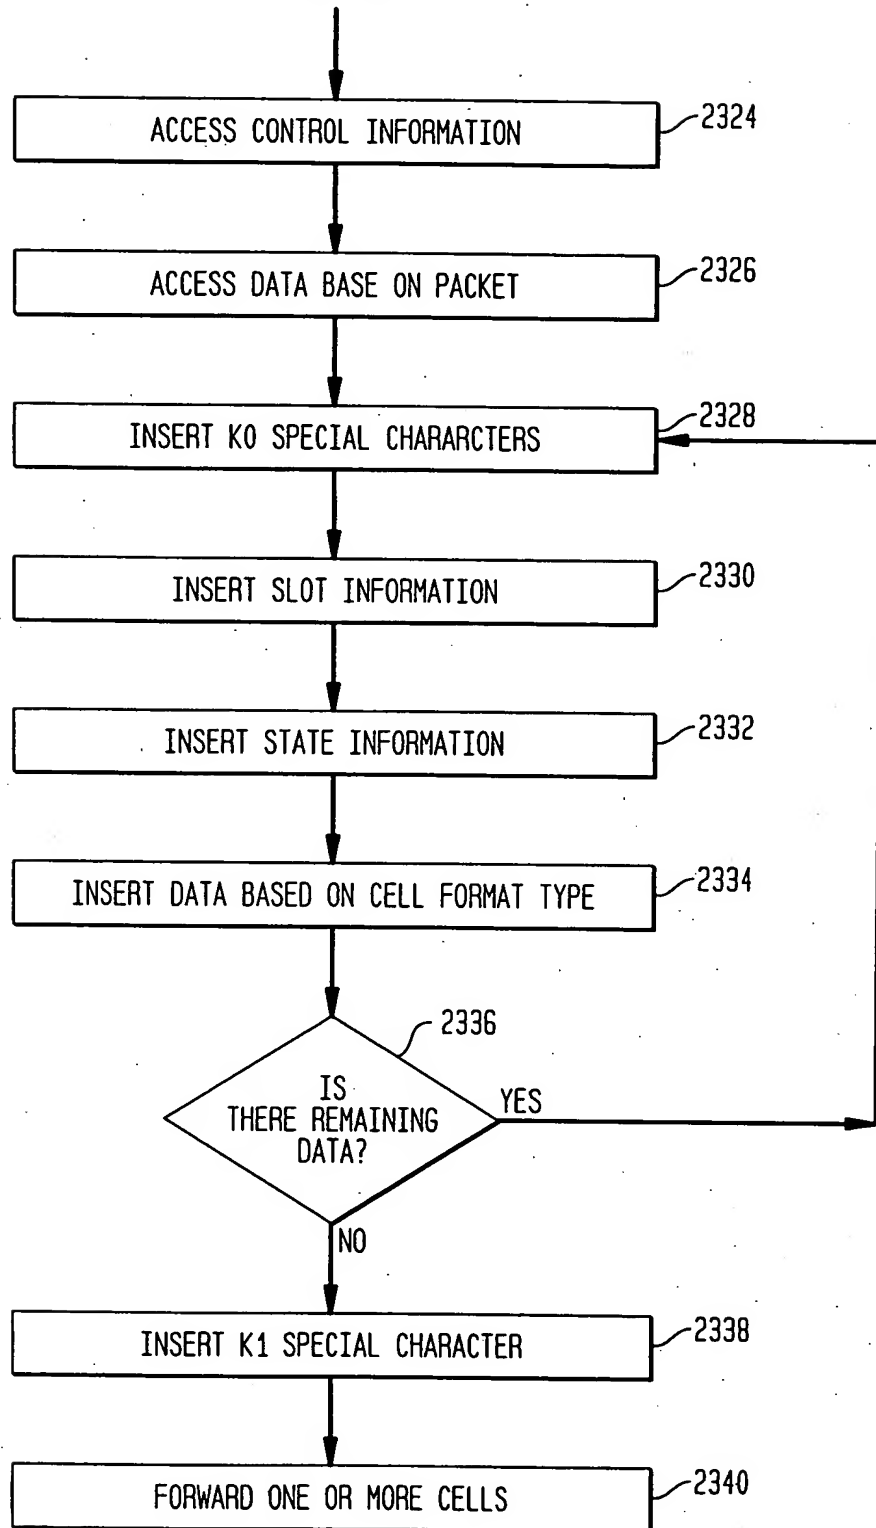 ACCESS CONTROL INFORMATION
2324
ACCESS DATA BASE ON PACKET
2326
INSERT K0 SPECIAL CHARARCTERS
2328
INSERT SLOT INFORMATION
2330
INSERT STATE INFORMATION
2332
INSERT DATA BASED ON CELL FORMAT TYPE
2334
2336
IS
THERE REMAINING
DATA?
YES
NO
INSERT K1 SPECIAL CHARACTER
2338
FORWARD ONE OR MORE CELLS
2340